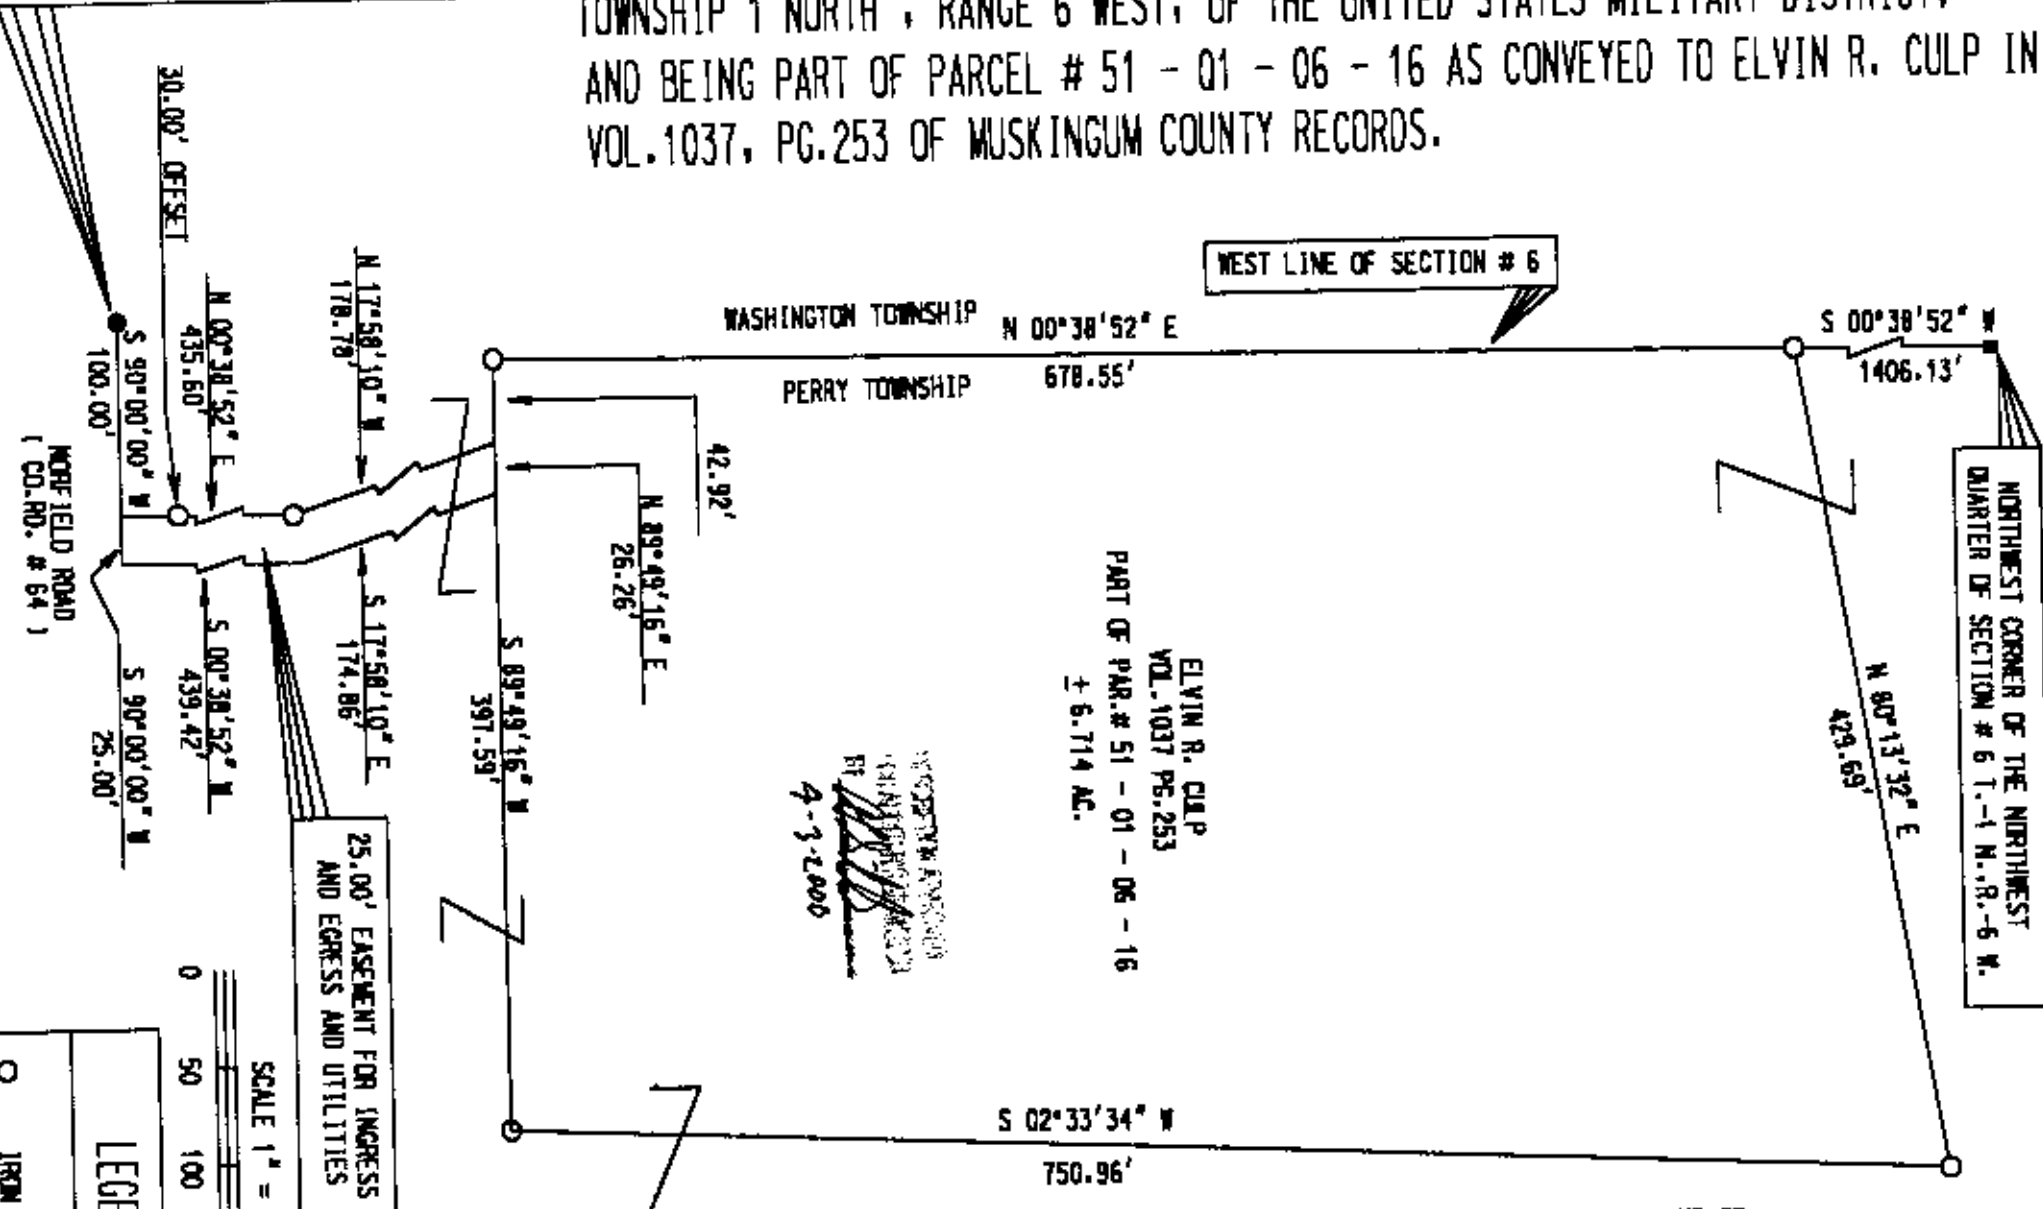 TOWNSHIP 1 NORTH , RANGE 6 WEST, OF THE UNITED STATES MILITARY DISTRICT,
AND BEING PART OF PARCEL # 51 - 01 - 06 - 16 AS CONVEYED TO ELVIN R. CULP IN
VOL.1037, PG.253 OF MUSKINGUM COUNTY RECORDS.
WEST LINE OF SECTION # 6
WASHINGTON TOWNSHIP
N 00°38'52" E
PERRY TOWNSHIP
678.55'
S 00°38'52" W
1406.13'
NORTHWEST CORNER OF THE NORTHWEST
QUARTER OF SECTION # 6 T.-1 N.,R.-6 W.
30.00' OFFSET
N 00°38'52" E
435.60'
N 17°58'10" W
178.78'
S 90°00'00" W
100.00'
MORFIELD ROAD
( CO.RD. # 64 )
42.92'
N 89°49'16" E
26.26'
S 89°49'16" W
397.59'
S 17°58'10" E
174.86'
S 00°38'52" W
439.42'
S 90°00'00" W
25.00'
N 80°13'32" E
429.69'
ELVIN R. CULP
VOL.1037 PG.253
PART OF PAR.# 51 - 01 - 06 - 16
± 6.714 AC.
BY
4-3-2000
25.00' EASEMENT FOR INGRESS
AND EGRESS AND UTILITIES
S 02°33'34" W
750.96'
SCALE 1" =
0 50 100
LEGE
IRON